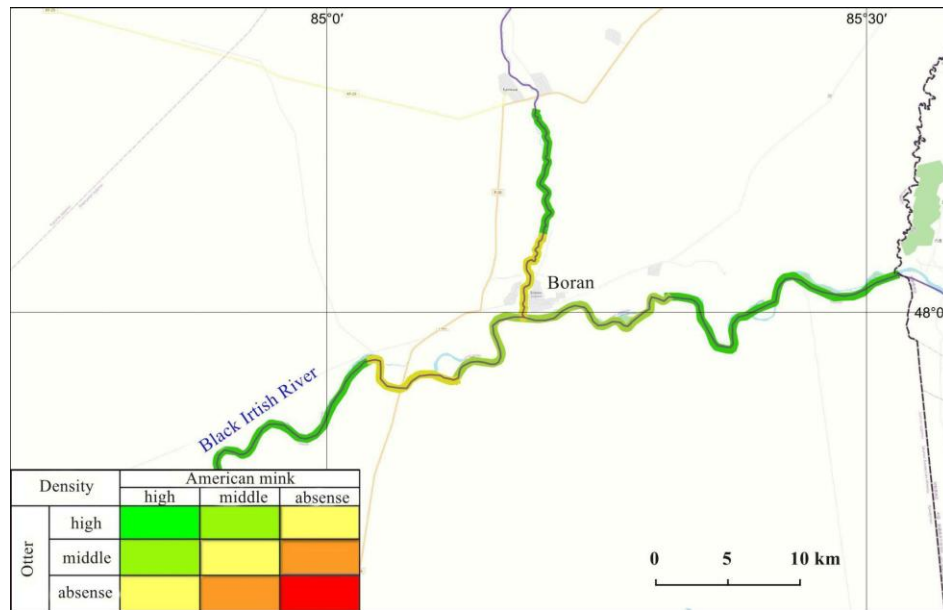 85°0'
85°30'
Boran
48°0'
Black Irtish River
Density
American mink
high
middle
absense
Otter
high
middle
absense
0 5 10 km